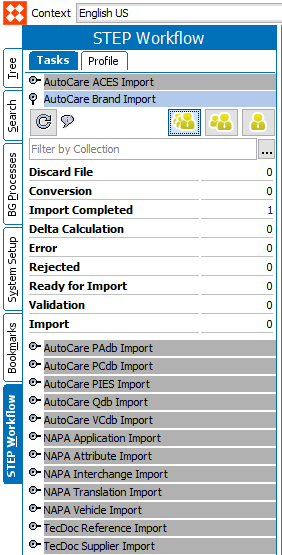 Context English US
STEP Workflow
Tasks Profile
AutoCare ACES Import
AutoCare Brand Import
Filter by Collection ...
Discard File 0
Conversion 0
Import Completed 1
Delta Calculation 0
Error 0
Rejected 0
Ready for Import 0
Validation 0
Import 0
AutoCare PAdb Import
AutoCare PCdb Import
AutoCare PIES Import
AutoCare Qdb Import
AutoCare VCdb Import
NAPA Application Import
NAPA Attribute Import
NAPA Interchange Import
NAPA Translation Import
NAPA Vehicle Import
TecDoc Reference Import
TecDoc Supplier Import
Tree
Search
BG Processes
System Setup
Bookmarks
STEP Workflow